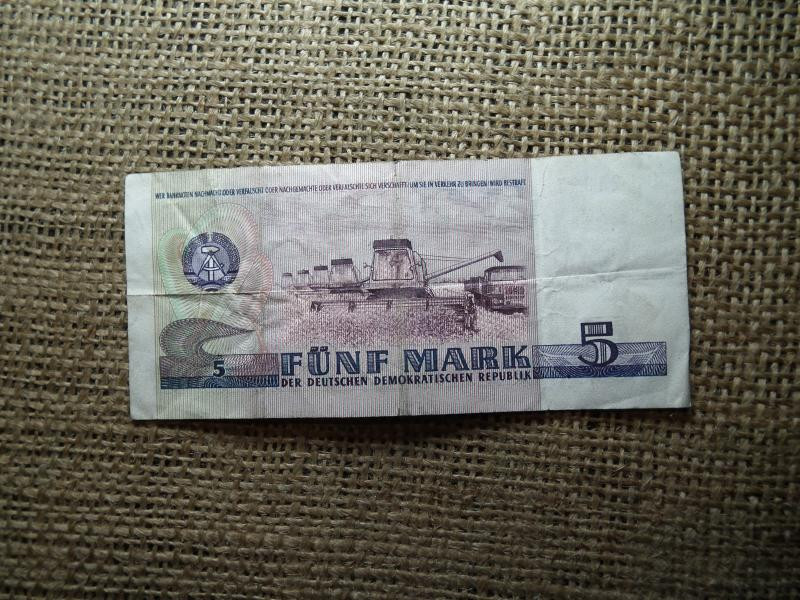 WER BANKNOTEN NACHMACHT ODER VERFÄLSCHT ODER NACHGEMACHTE ODER VERFÄLSCHTE SICH VERSCHAFFT UM SIE IN VERKEHR ZU BRINGEN WIRD BESTRAFT
5
5
FÜNF MARK
DER DEUTSCHEN DEMOKRATISCHEN REPUBLIK